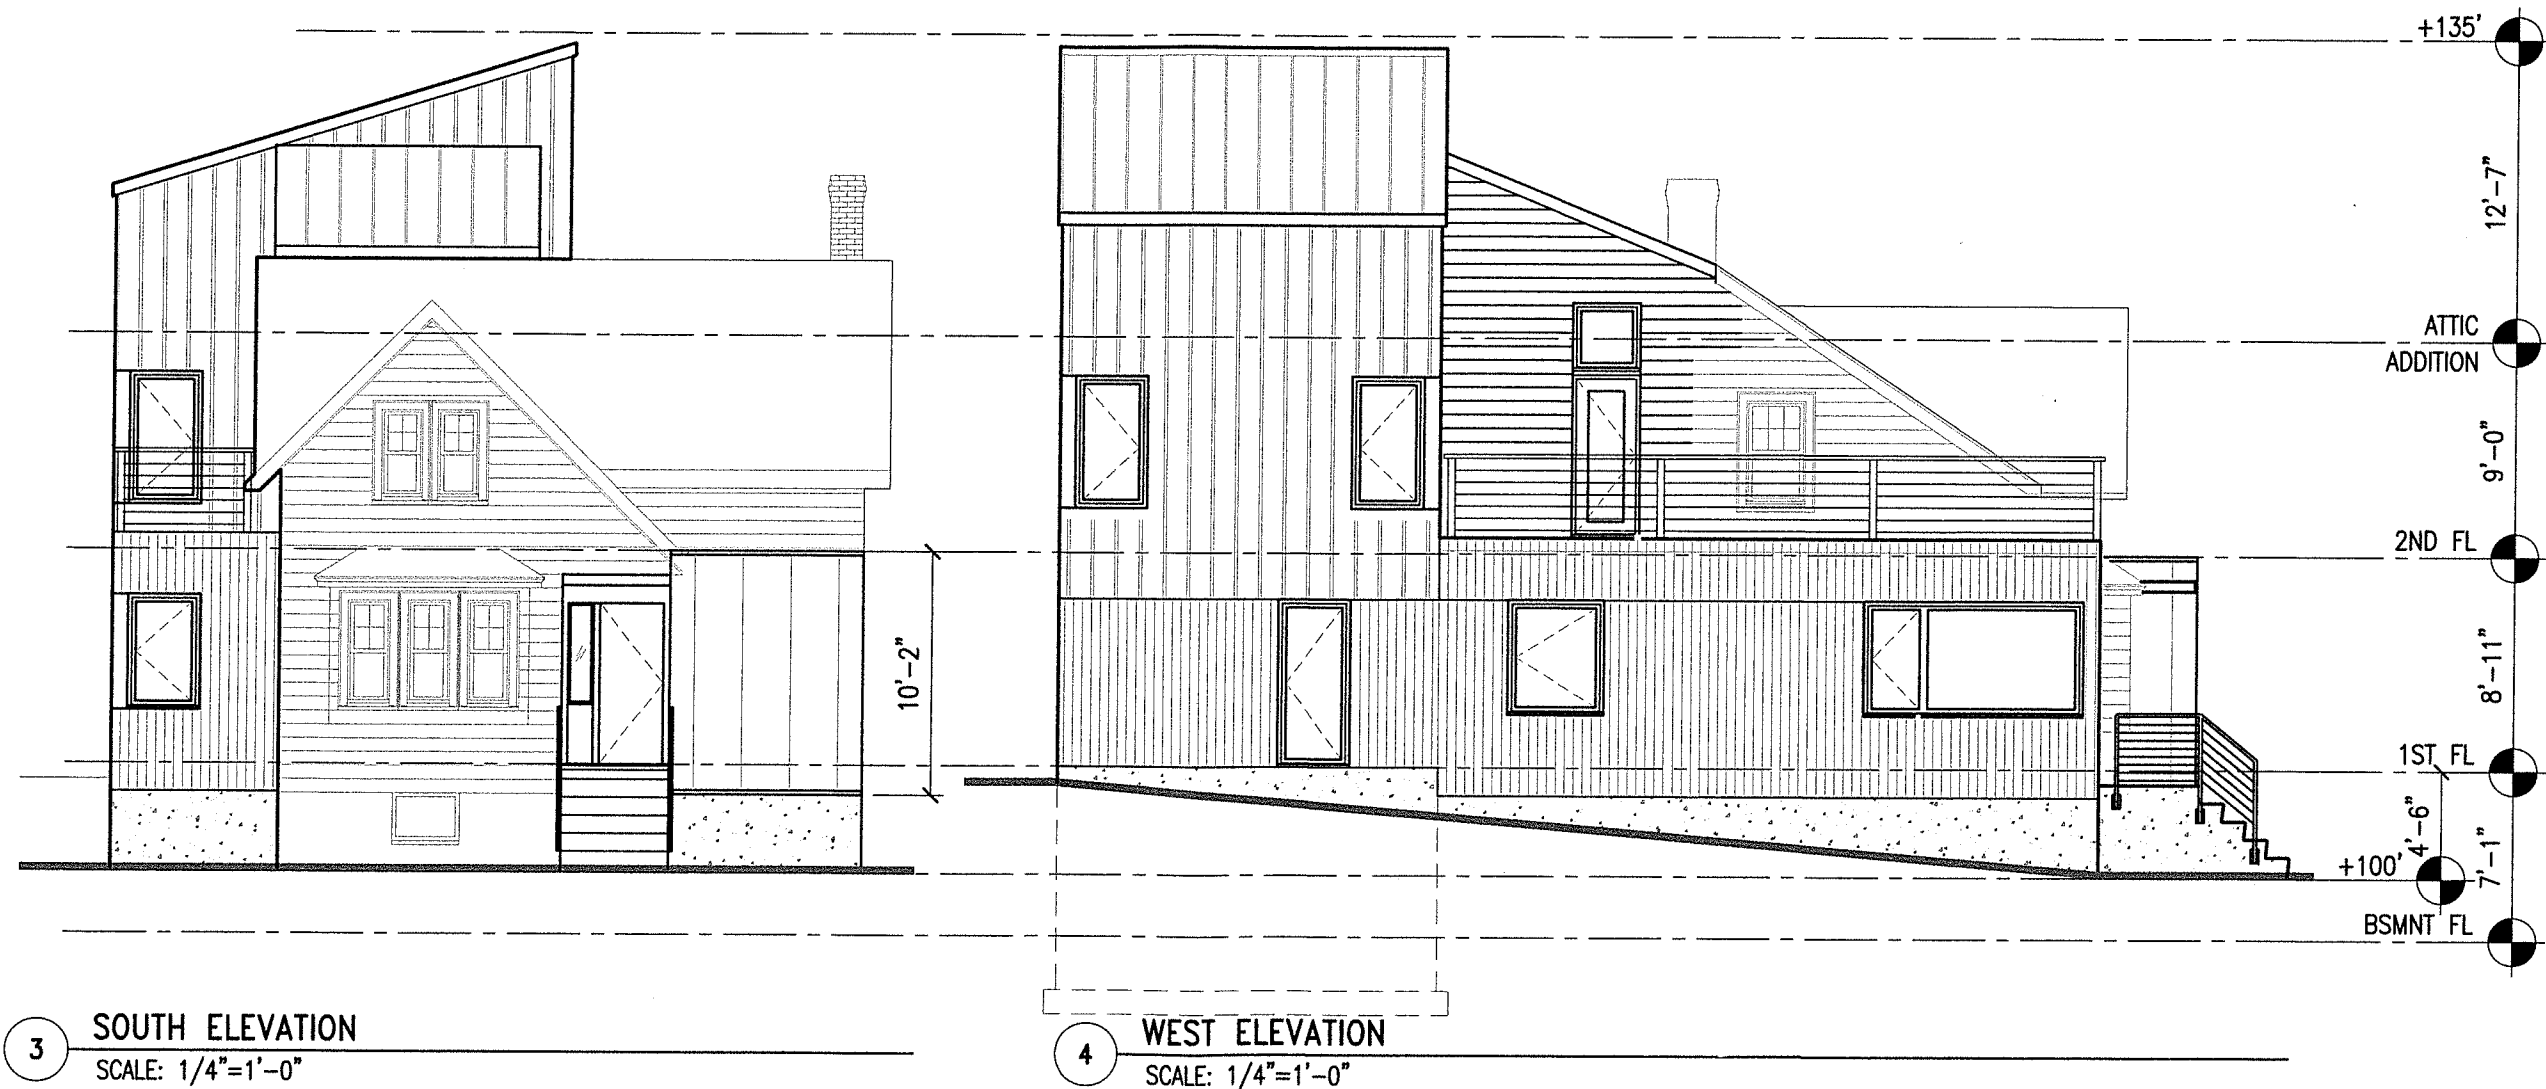 +135'
12'-7"
ATTIC
ADDITION
9'-0"
2ND FL
10'-2"
8'-11"
1ST FL
4'-6"
+100'
7'-1"
BSMNT FL
3
SOUTH ELEVATION
SCALE: 1/4"=1'-0"
4
WEST ELEVATION
SCALE: 1/4"=1'-0"